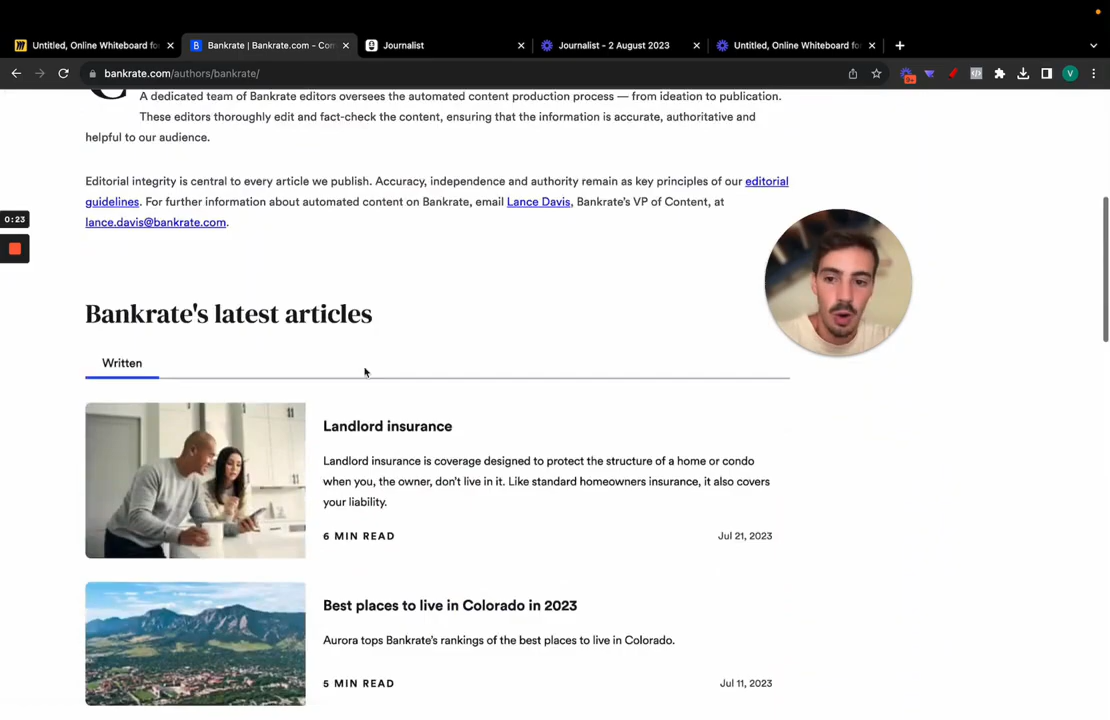 Untitled, Online Whiteboard fo
Bankrate | Bankrate.com - Con
Journalist
Journalist - 2 August 2023
Untitled, Online Whiteboard fo
bankrate.com/authors/bankrate/
9+
V
A dedicated team of Bankrate editors oversees the automated content production process — from ideation to publication.
These editors thoroughly edit and fact-check the content, ensuring that the information is accurate, authoritative and
helpful to our audience.
Editorial integrity is central to every article we publish. Accuracy, independence and authority remain as key principles of our editorial
guidelines. For further information about automated content on Bankrate, email Lance Davis, Bankrate’s VP of Content, at
lance.davis@bankrate.com.
0:23
Bankrate's latest articles
Written
Landlord insurance
Landlord insurance is coverage designed to protect the structure of a home or condo
when you, the owner, don’t live in it. Like standard homeowners insurance, it also covers
your liability.
6 MIN READ
Jul 21, 2023
Best places to live in Colorado in 2023
Aurora tops Bankrate’s rankings of the best places to live in Colorado.
5 MIN READ
Jul 11, 2023